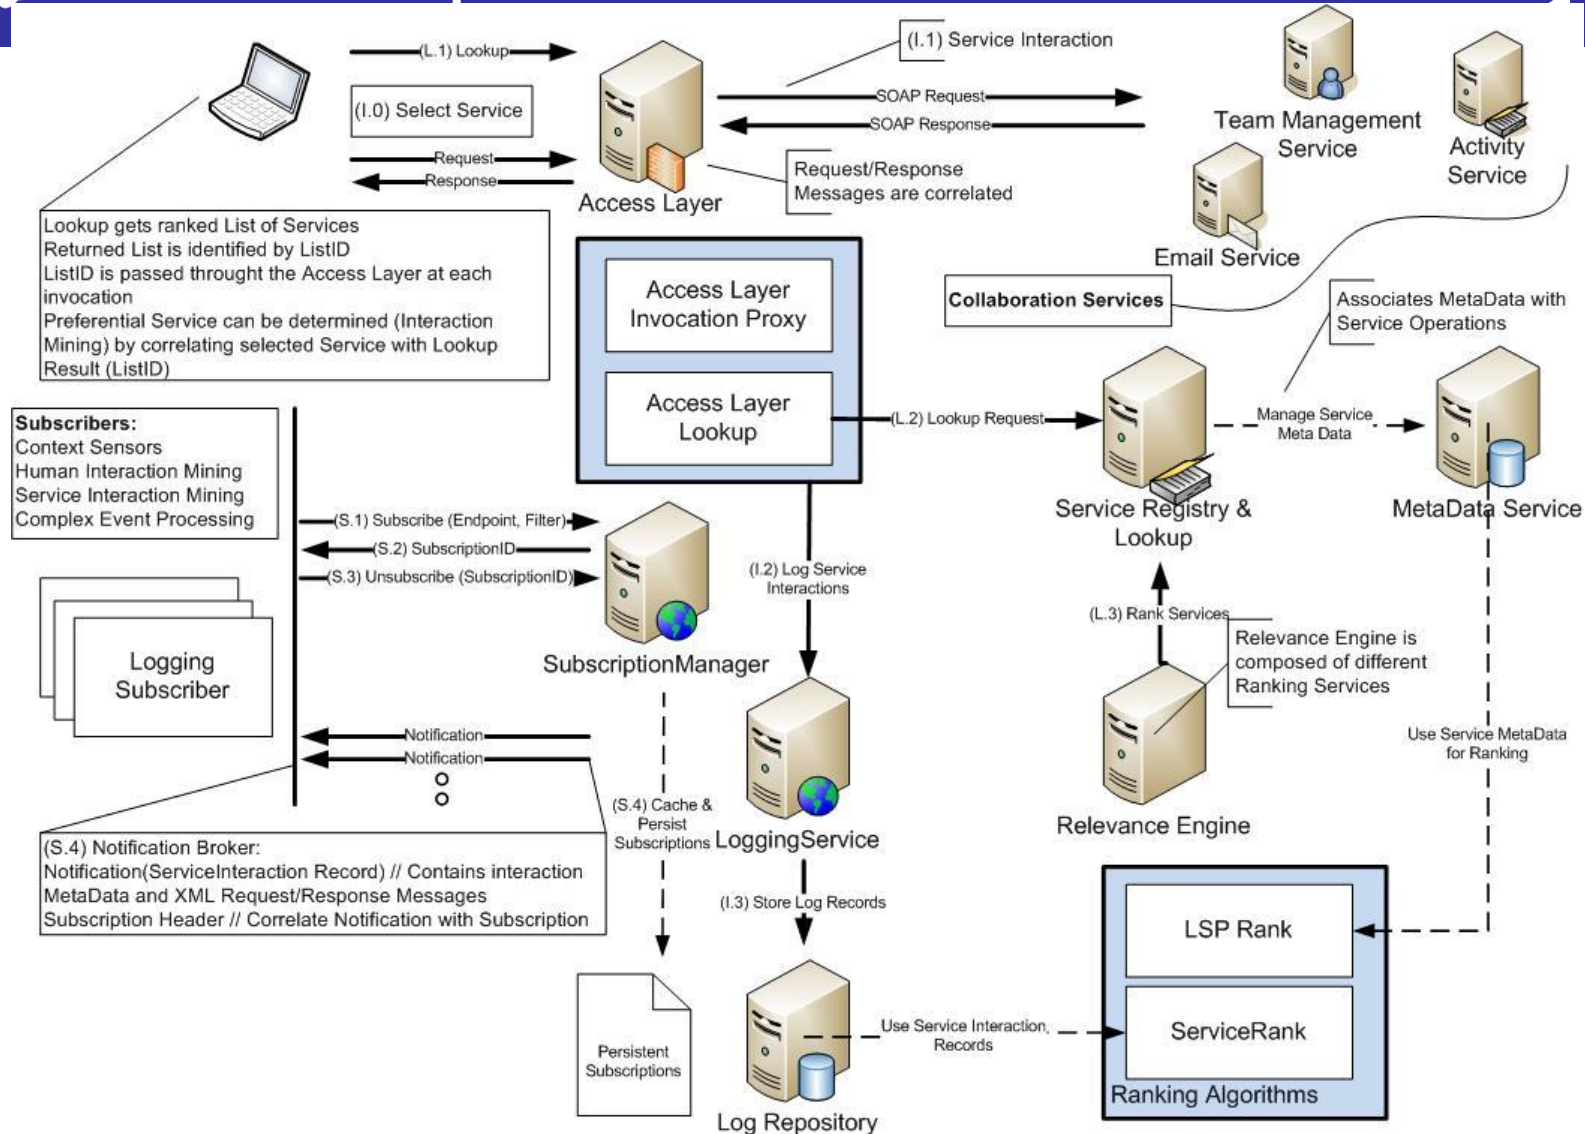 (L.1) Lookup
(I.0) Select Service
Request
Response
Access Layer
(I.1) Service Interaction
SOAP Request
SOAP Response
Request/Response
Messages are correlated
Team Management
Service
Activity
Service
Email Service
Collaboration Services
Lookup gets ranked List of Services
Returned List is identified by ListID
ListID is passed throught the Access Layer at each
invocation
Preferential Service can be determined (Interaction
Mining) by correlating selected Service with Lookup
Result (ListID)
Access Layer
Invocation Proxy
Access Layer
Lookup
(L.2) Lookup Request
Associates MetaData with
Service Operations
Manage Service
Meta Data
Service Registry &
Lookup
MetaData Service
Subscribers:
Context Sensors
Human Interaction Mining
Service Interaction Mining
Complex Event Processing
(S.1) Subscribe (Endpoint, Filter)
(S.2) SubscriptionID
(S.3) Unsubscribe (SubscriptionID)
SubscriptionManager
(I.2) Log Service
Interactions
Logging
Subscriber
(L.3) Rank Services
Relevance Engine is
composed of different
Ranking Services
Relevance Engine
Use Service MetaData
for Ranking
Notification
Notification
(S.4) Cache &
Persist
Subscriptions
LoggingService
(S.4) Notification Broker:
Notification(ServiceInteraction Record) // Contains interaction
MetaData and XML Request/Response Messages
Subscription Header // Correlate Notification with Subscription
(I.3) Store Log Records
Persistent
Subscriptions
Log Repository
Use Service Interaction
Records
LSP Rank
ServiceRank
Ranking Algorithms